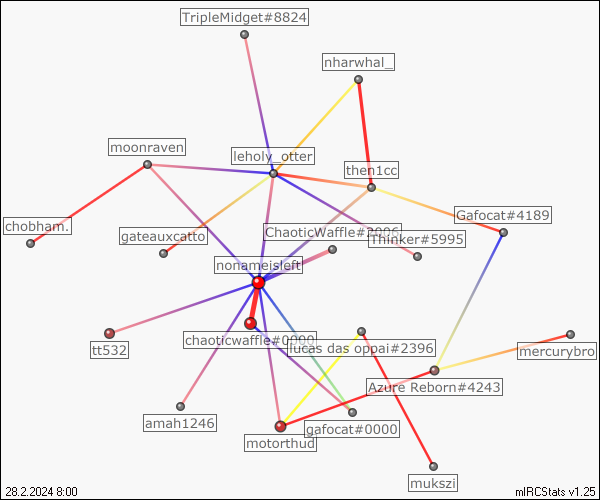 TripleMidget#8824
nharwhal_
moonraven
leholy_otter
then1cc
Gafocat#4189
chobham.
gateauxcatto
ChaoticWaffle#2006
Thinker#5995
nonameisleft
tt532
chaoticwaffle#0000
lucas das oppai#2396
mercurybro
Azure Reborn#4243
amah1246
gafocat#0000
motorthud
mukszi
28.2.2024 8:00
mIRCStats v1.25